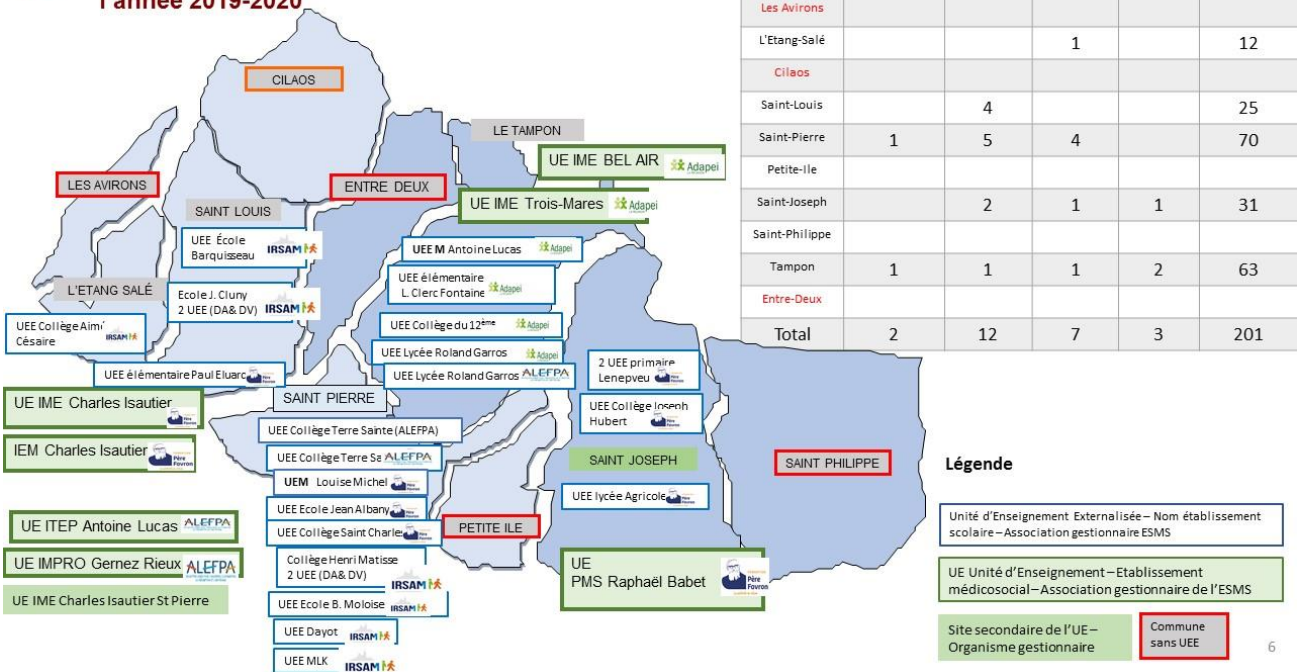 l'année 2019-2020
Les Avirons
L'Etang-Salé 1 12
Cilaos
Saint-Louis 4 25
Saint-Pierre 1 5 4 70
Petite-Ile
Saint-Joseph 2 1 1 31
Saint-Philippe
Tampon 1 1 1 2 63
Entre-Deux
Total 2 12 7 3 201
CILAOS
LE TAMPON
UE IME BEL AIR Adapei
LES AVIRONS
ENTRE DEUX
UE IME Trois-Mares Adapei
SAINT LOUIS
UEE École
Barquisseau IRSAM
UEE M Antoine Lucas Adapei
UEE élémentaire
L. Clerc Fontaine Adapei
L'ETANG SALÉ
Ecole J. Cluny
2 UEE (DA& DV) IRSAM
UEE Collège Aimé
Césaire IRSAM
UEE Collège du 12ème Adapei
UEE Lycée Roland Garros Adapei
UEE Lycée Roland Garros ALEFPA
UEE élémentaire Paul Eluard Père Favron
2 UEE primaire
Lenepveu
UEE Collège Joseph
Hubert
UE IME Charles Isautier Père Favron
SAINT PIERRE
UEE Collège Terre Sainte (ALEFPA)
IEM Charles Isautier Père Favron
UEE Collège Terre Sa ALEFPA
SAINT JOSEPH
SAINT PHILIPPE
UEM Louise Michel
UEE lycée Agricole
UEE Ecole Jean Albany
UE ITEP Antoine Lucas ALEFPA
UEE Collège Saint Charles
PETITE ILE
UE IMPRO Gernez Rieux ALEFPA
Collège Henri Matisse
2 UEE (DA& DV) IRSAM
UE
PMS Raphaël Babet Père Favron
UE IME Charles Isautier St Pierre
UEE Ecole B. Moloise IRSAM
UEE Dayot IRSAM
UEE MLK IRSAM
Légende
Unité d'Enseignement Externalisée – Nom établissement
scolaire – Association gestionnaire ESMS
UE Unité d'Enseignement – Etablissement
médicosocial – Association gestionnaire de l'ESMS
Site secondaire de l'UE –
Organisme gestionnaire
Commune
sans UEE
6